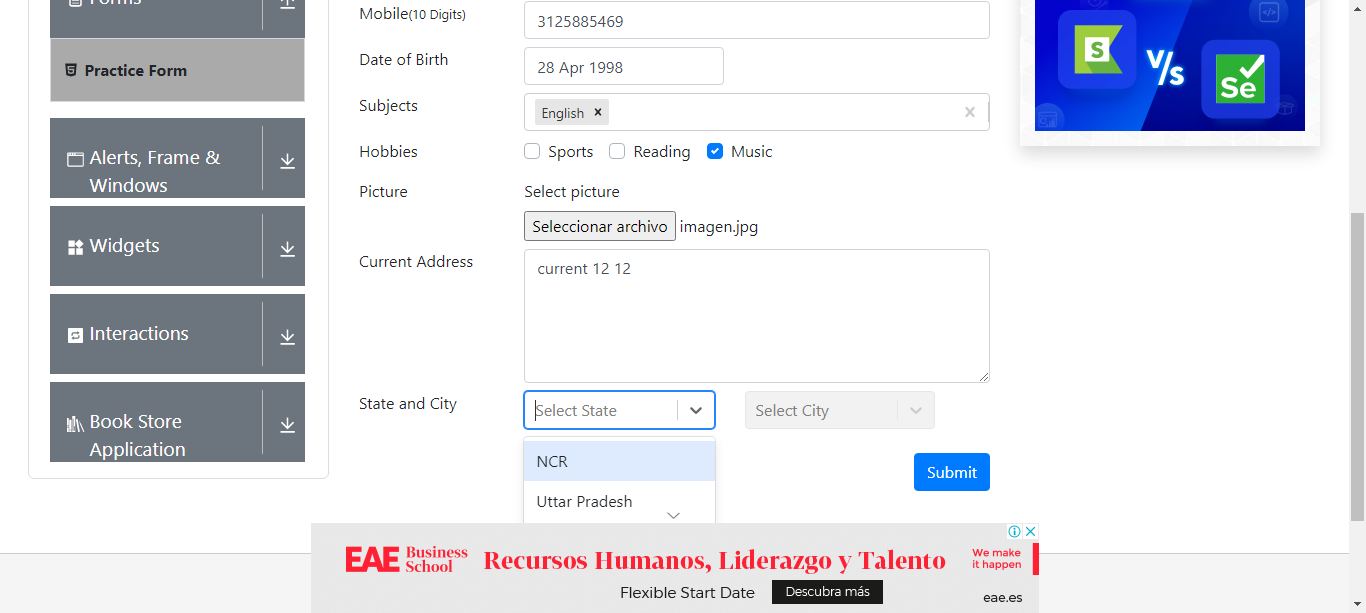 Forms
Practice Form
Alerts, Frame &
Windows
Widgets
Interactions
Book Store
Application
Mobile(10 Digits)
3125885469
Date of Birth
28 Apr 1998
Subjects
English
Hobbies
Sports Reading Music
Picture
Select picture
Seleccionar archivo imagen.jpg
Current Address
current 12 12
State and City
Select State
Select City
NCR
Uttar Pradesh
Submit
S
V/s
Se
EAE Business
School
Recursos Humanos, Liderazgo y Talento
Flexible Start Date
Descubra más
We make
it happen
eae.es